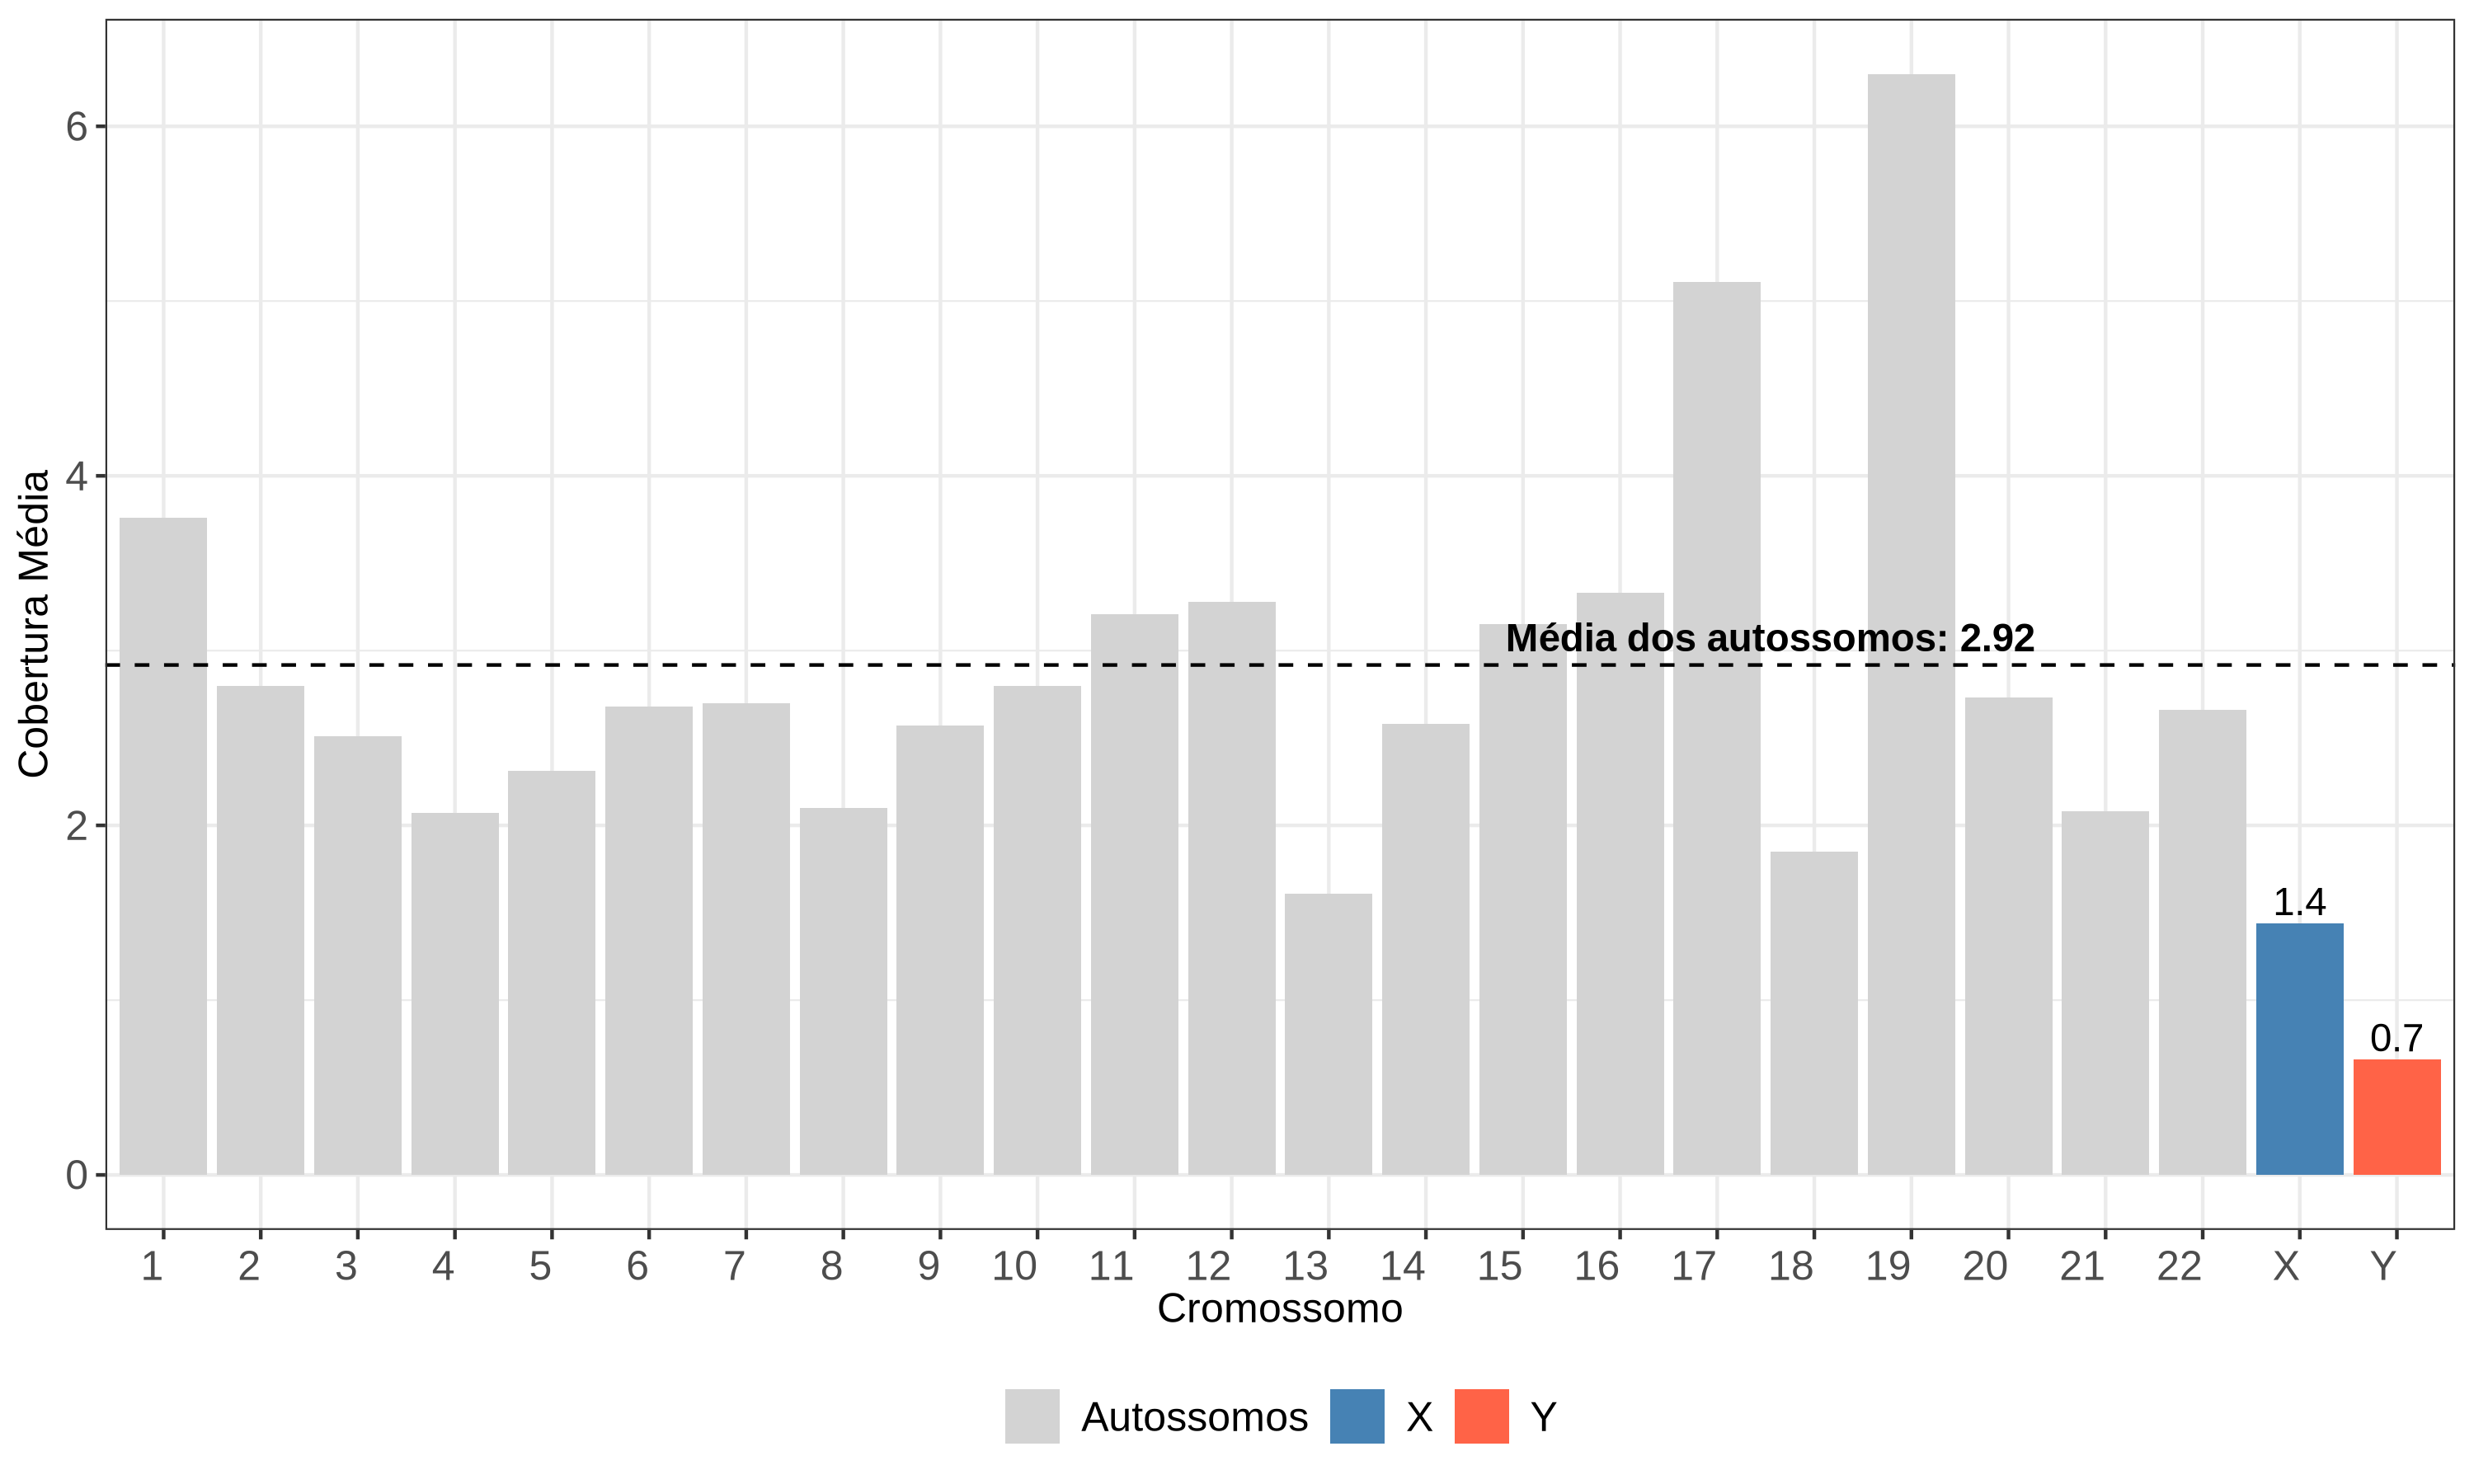 6
4
2
0
Cobertura Média
Média dos autossomos: 2.92
1.4
0.7
1 2 3 4 5 6 7 8 9 10 11 12 13 14 15 16 17 18 19 20 21 22 X Y
Cromossomo
Autossomos X Y